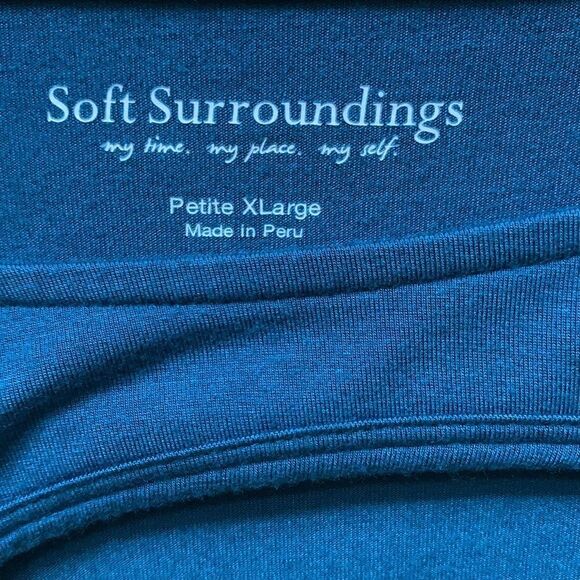 Soft Surroundings
my time. my place. my self.
Petite XLarge
Made in Peru